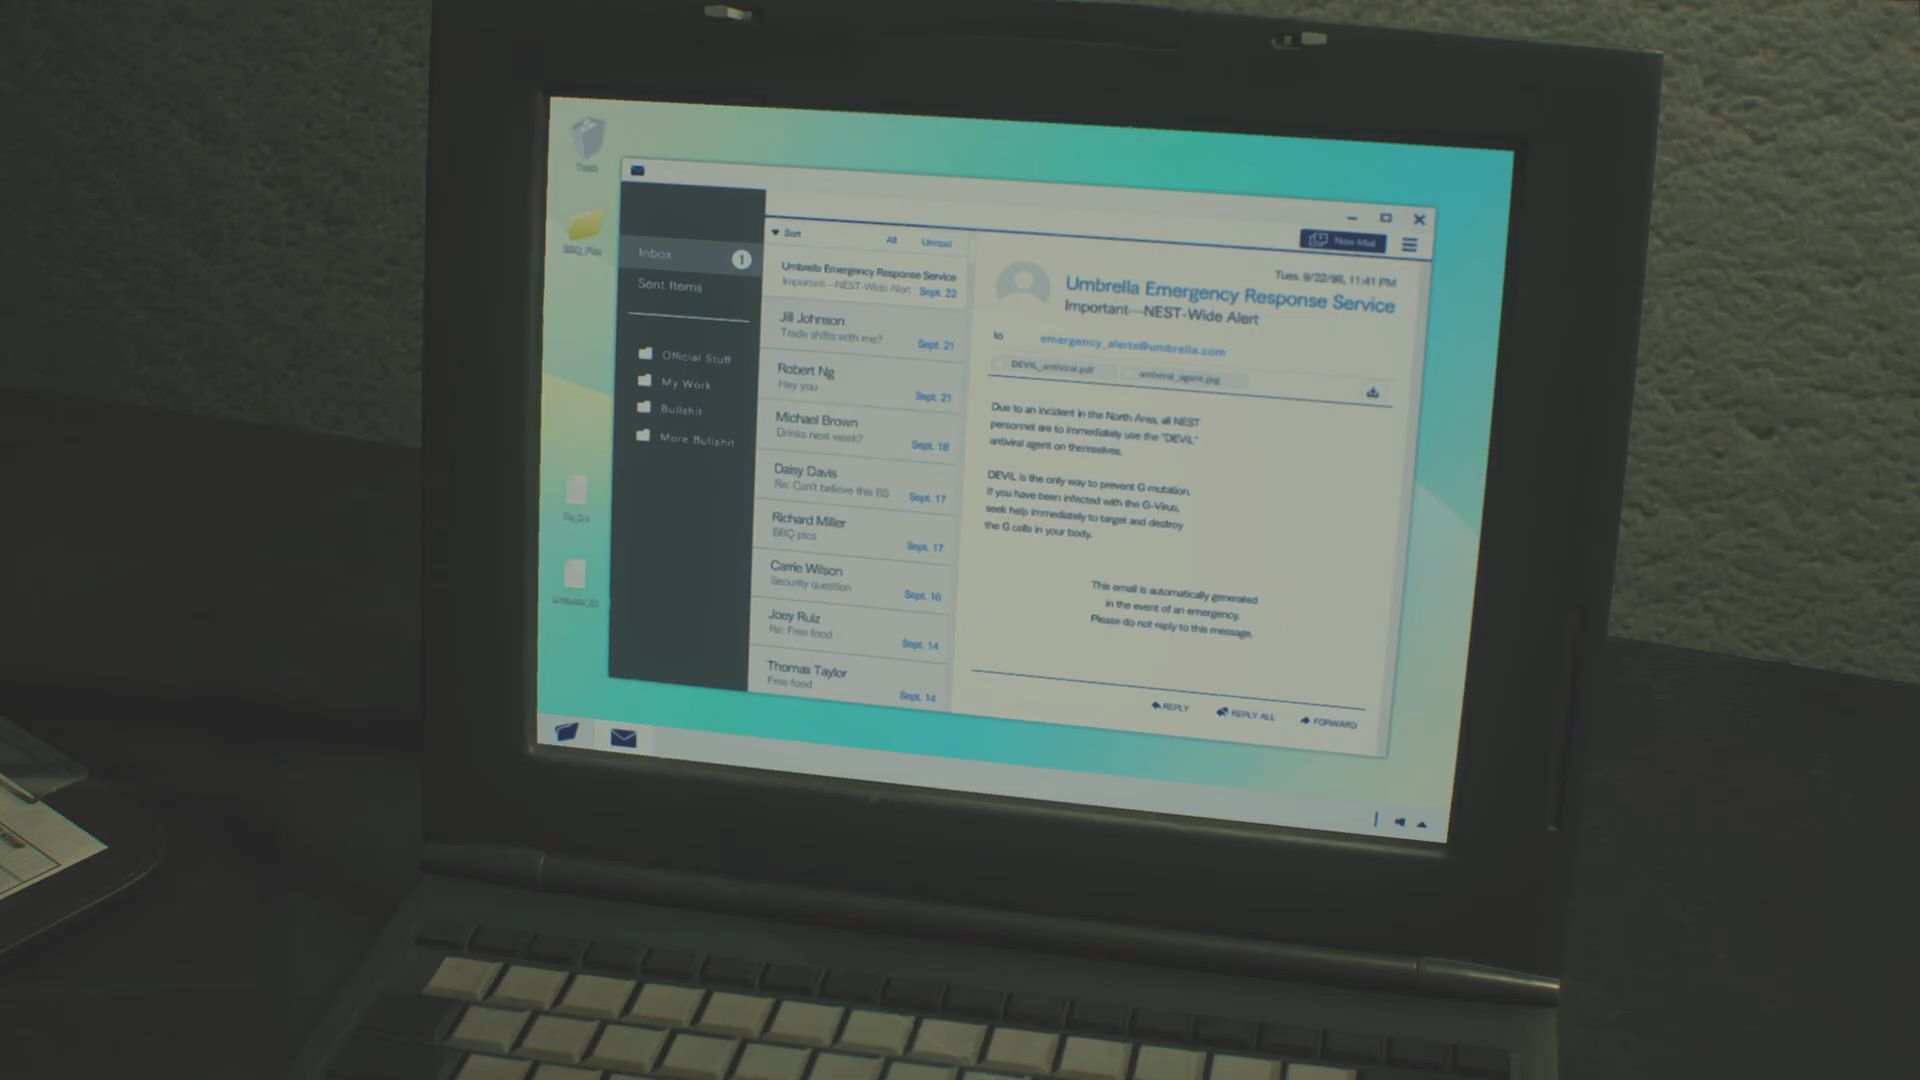 Trash
BBQ_Pics
To_Do
Inbox 1
Sent Items
Official Stuff
My Work
Bullshit
More Bullshit
Sort All Unread
Umbrella Emergency Response Service
Important—NEST-Wide Alert Sept. 22
Jill Johnson
Trade shifts with me? Sept. 21
Robert Ng
Hey you Sept. 21
Michael Brown
Drinks next week? Sept. 18
Daisy Davis
Re: Can't believe this BS Sept. 17
Richard Miller
BBQ pics Sept. 17
Carrie Wilson
Security question Sept. 16
Joey Ruiz
Re: Free food Sept. 14
Thomas Taylor
Free food Sept. 14
New Mail
Tues. 9/22/98, 11:41 PM
Umbrella Emergency Response Service
Important—NEST-Wide Alert
to emergency_alerts@umbrella.com
DEVIL_antiviral.pdf antiviral_agent.jpg
Due to an incident in the North Area, all NEST
personnel are to immediately use the "DEVIL"
antiviral agent on themselves.
DEVIL is the only way to prevent G mutation.
If you have been infected with the G-Virus,
seek help immediately to target and destroy
the G cells in your body.
This email is automatically generated
in the event of an emergency.
Please do not reply to this message.
REPLY REPLY ALL FORWARD